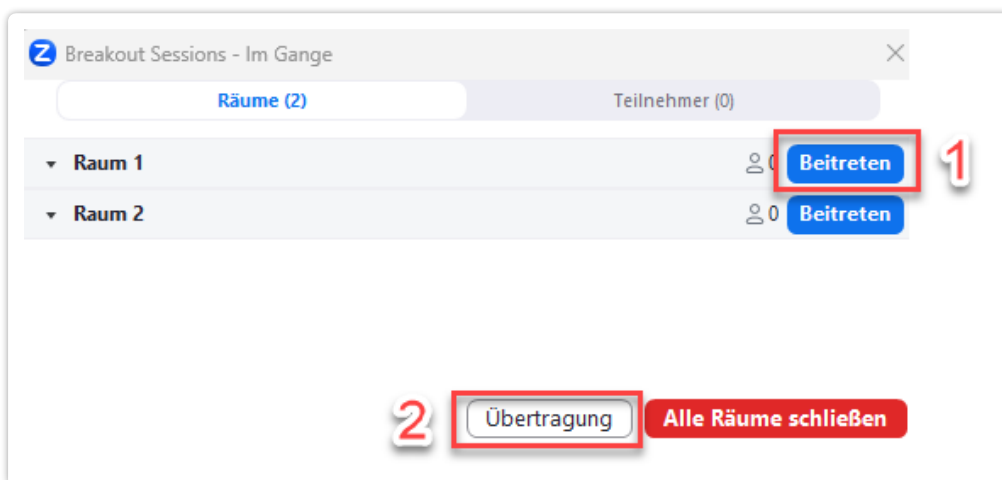 Z Breakout Sessions - Im Gange
Räume (2) Teilnehmer (0)
Raum 1 0 Beitreten 1
Raum 2 0 Beitreten
2 Übertragung Alle Räume schließen